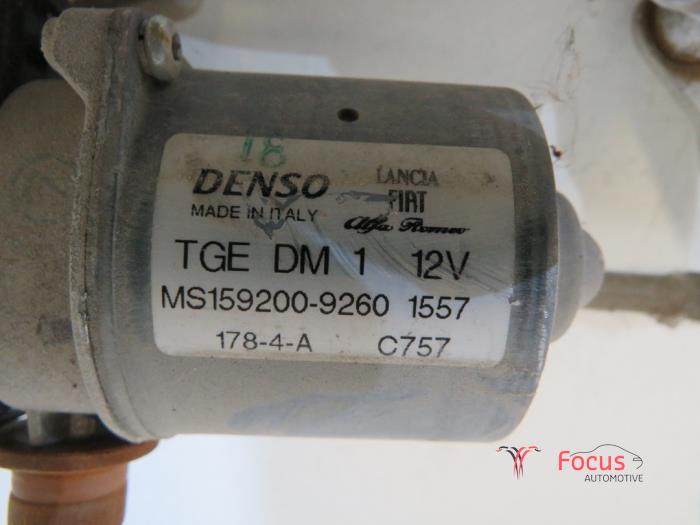 18
DENSO
MADE IN ITALY
LANCIA
FIAT
Alfa Romeo
TGE DM 1 12V
MS159200-9260 1557
178-4-A C757
Focus
AUTOMOTIVE